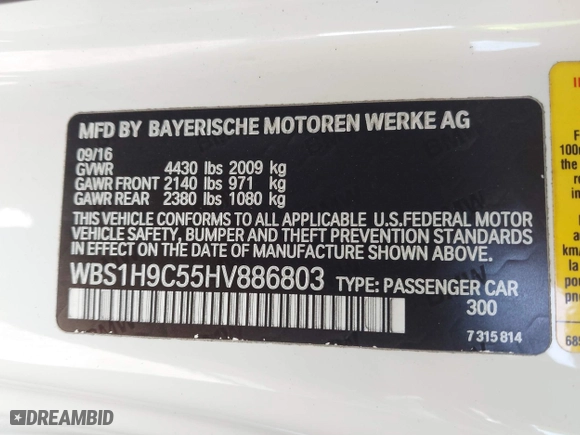 MFD BY BAYERISCHE MOTOREN WERKE AG
09/16
GVWR 4430 lbs 2009 kg
GAWR FRONT 2140 lbs 971 kg
GAWR REAR 2380 lbs 1080 kg
THIS VEHICLE CONFORMS TO ALL APPLICABLE U.S. FEDERAL MOTOR
VEHICLE SAFETY, BUMPER AND THEFT PREVENTION STANDARDS
IN EFFECT ON THE DATE OF MANUFACTURE SHOWN ABOVE.
WBS1H9C55HV886803 TYPE: PASSENGER CAR
300
7 315 814
DREAMBID